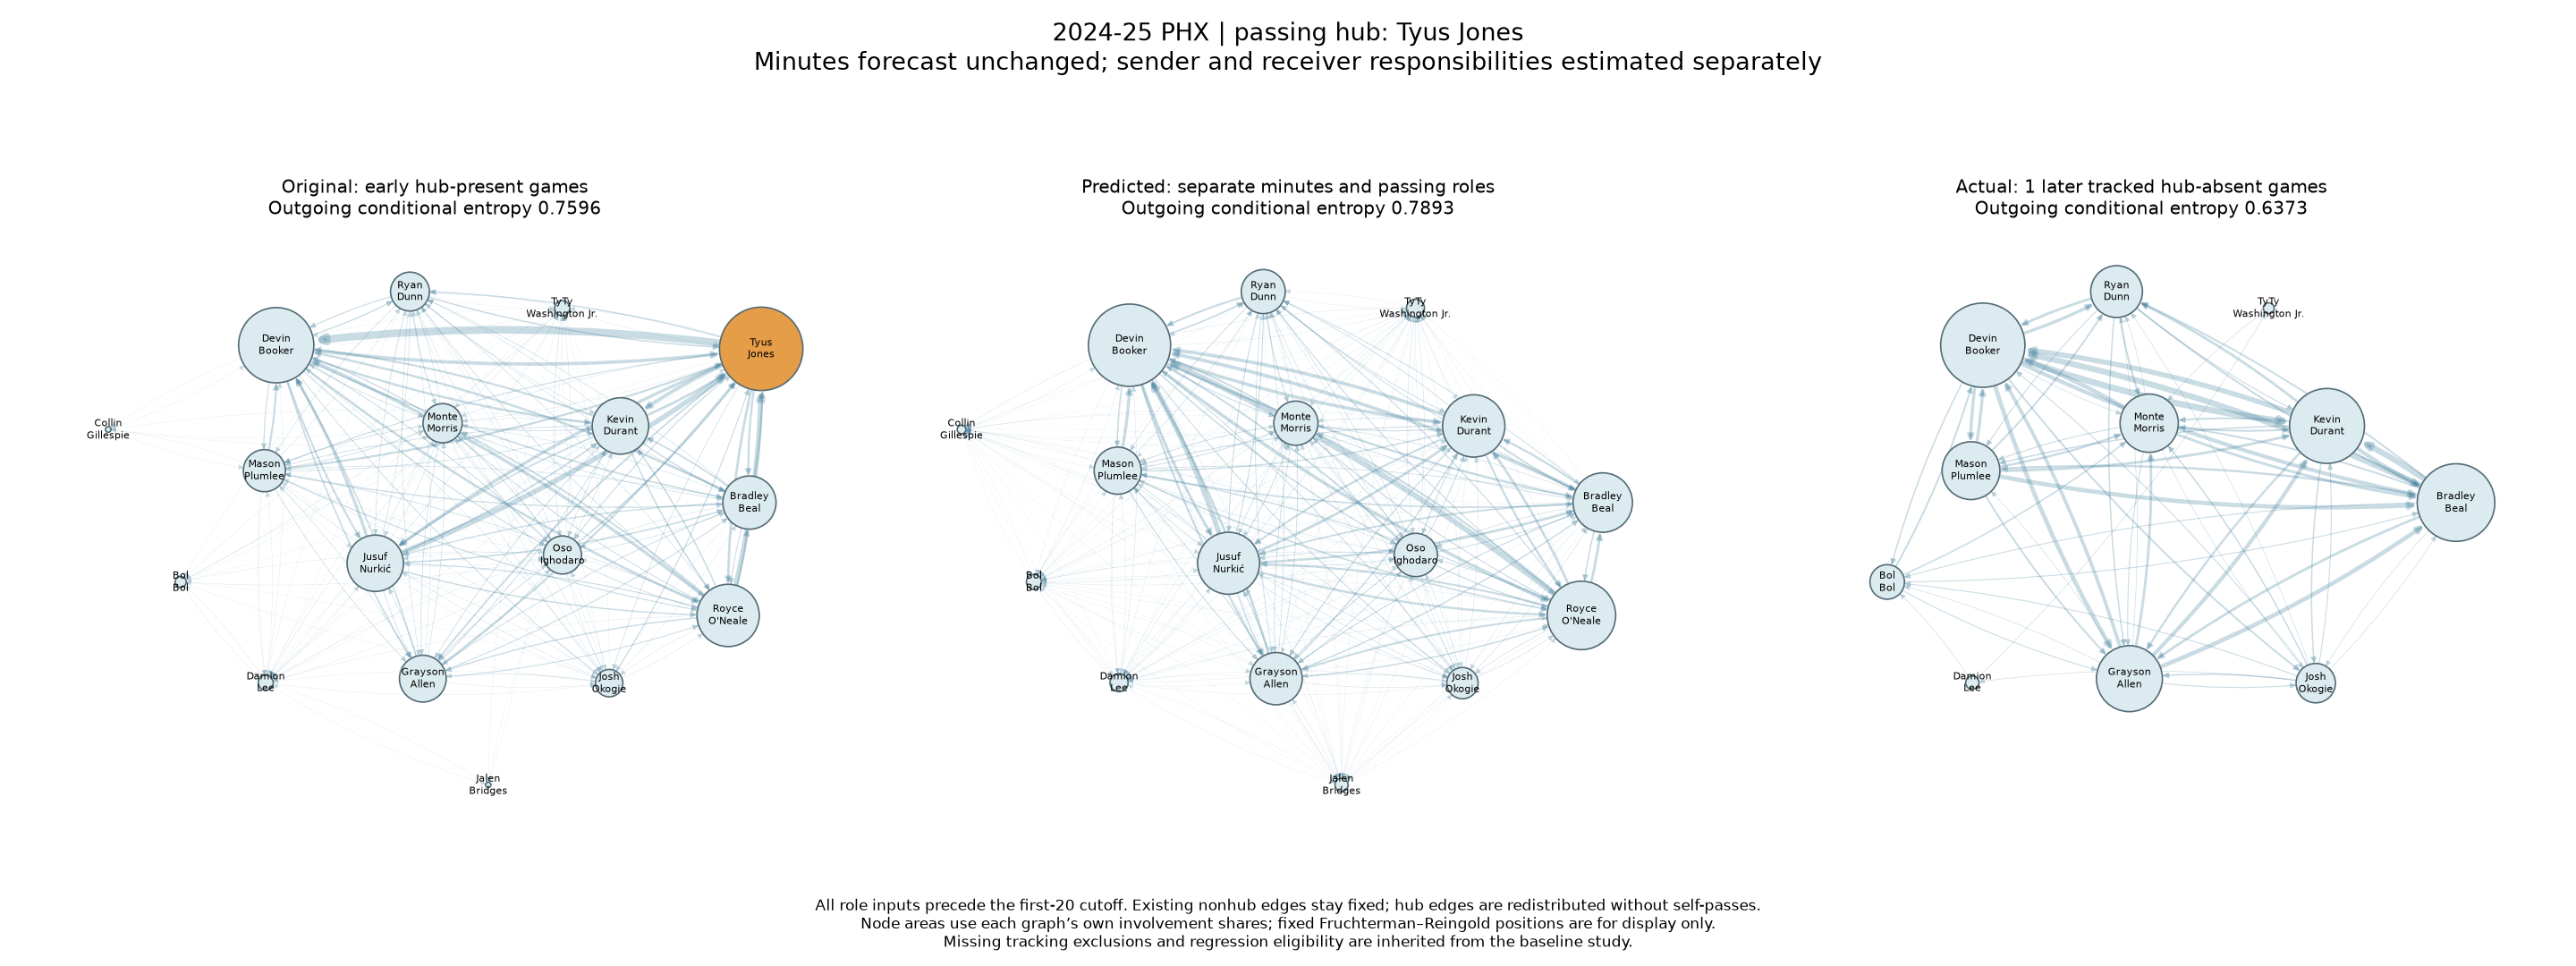 2024-25 PHX | passing hub: Tyus Jones
Minutes forecast unchanged; sender and receiver responsibilities estimated separately
Original: early hub-present games
Outgoing conditional entropy 0.7596
Ryan
Dunn
TyTy
Washington Jr.
Devin
Booker
Tyus
Jones
Collin
Gillespie
Monte
Morris
Kevin
Durant
Mason
Plumlee
Bradley
Beal
Jusuf
Nurkić
Oso
Ighodaro
Bol
Bol
Royce
O'Neale
Damion
Lee
Grayson
Allen
Josh
Okogie
Jalen
Bridges
Predicted: separate minutes and passing roles
Outgoing conditional entropy 0.7893
Ryan
Dunn
TyTy
Washington Jr.
Devin
Booker
Collin
Gillespie
Monte
Morris
Kevin
Durant
Mason
Plumlee
Bradley
Beal
Jusuf
Nurkić
Oso
Ighodaro
Bol
Bol
Royce
O'Neale
Damion
Lee
Grayson
Allen
Josh
Okogie
Jalen
Bridges
Actual: 1 later tracked hub-absent games
Outgoing conditional entropy 0.6373
Ryan
Dunn
TyTy
Washington Jr.
Devin
Booker
Monte
Morris
Kevin
Durant
Mason
Plumlee
Bradley
Beal
Bol
Bol
Damion
Lee
Grayson
Allen
Josh
Okogie
All role inputs precede the first-20 cutoff. Existing nonhub edges stay fixed; hub edges are redistributed without self-passes.
Node areas use each graph’s own involvement shares; fixed Fruchterman–Reingold positions are for display only.
Missing tracking exclusions and regression eligibility are inherited from the baseline study.